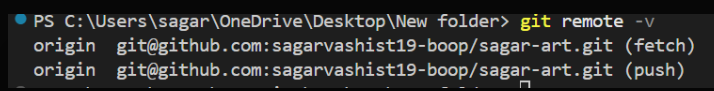 PS C:\Users\sagar\OneDrive\Desktop\New folder> git remote -v
origin  git@github.com:sagarvashist19-boop/sagar-art.git (fetch)
origin  git@github.com:sagarvashist19-boop/sagar-art.git (push)